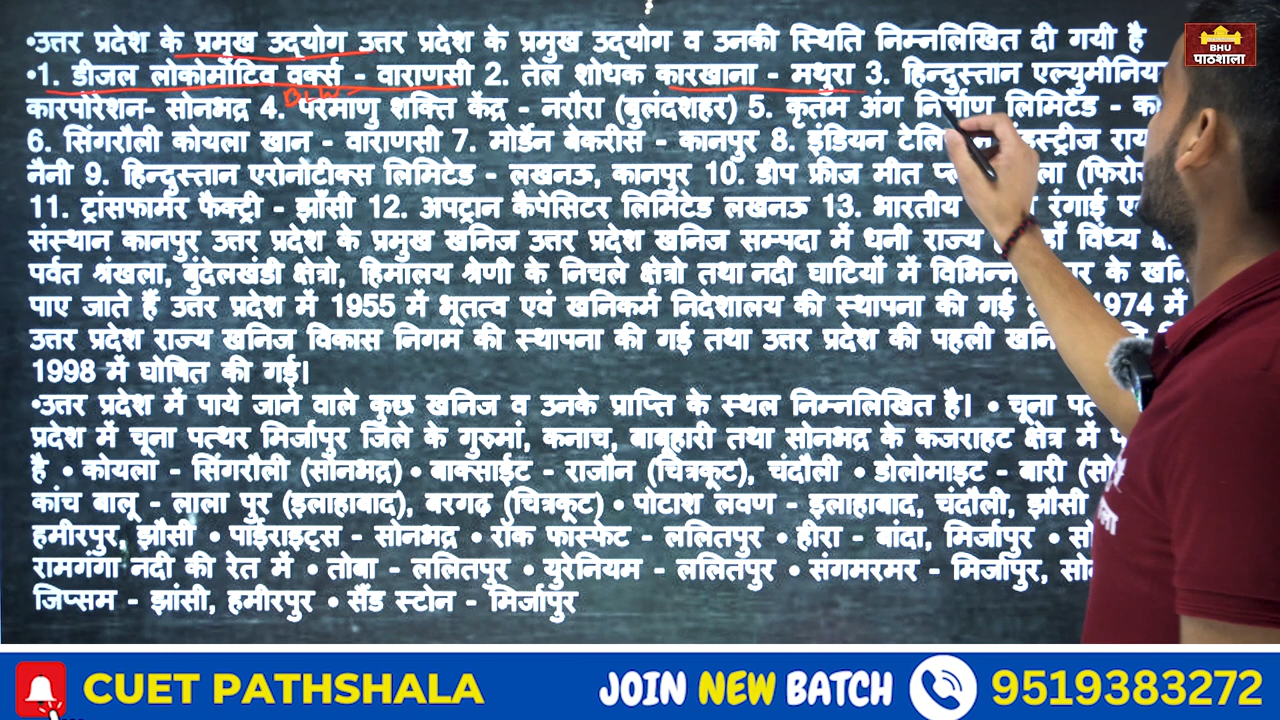 •उत्तर प्रदेश के प्रमुख उद्योग उत्तर प्रदेश के प्रमुख उद्योग व उनकी स्थिति निम्नलिखित दी गयी है
•1. डीजल लोकोमोटिव वर्क्स - वाराणसी 2. तेल शोधक कारखाना - मथुरा 3. हिन्दुस्तान
कारपोरेशन- सोनभद्र 4. परमाणु शक्ति केंद्र - नरौरा (बुलंदशहर) 5. कृतिम अंग निर्माण लिमिटेड -
6. सिंगरौली कोयला खान - वाराणसी 7. मोर्डेन बेकरीस - कानपुर 8. इंडियन
नैनी 9. हिन्दुस्तान एरोनोटीक्स लिमिटेड - लखनऊ, कानपुर 10. डीप फ्रीज मीत
11. ट्रांसफार्मर फैक्ट्री - झाँसी 12. अपट्रान कैपेसिटर लिमिटेड लखनऊ 13. भारतीय रंगाई
संस्थान कानपुर उत्तर प्रदेश के प्रमुख खनिज उत्तर प्रदेश खनिज सम्पदा में धनी राज्य विंध्य
पर्वत श्रंखला, बुंदेलखंडी क्षेत्रो, हिमालय श्रेणी के निचले क्षेत्रो तथा नदी घाटियों में विभिन्न के
पाए जाते हैं उत्तर प्रदेश में 1955 में भूतत्व एवं खनिकर्म निदेशालय की स्थापना की गई 1974 में
उत्तर प्रदेश राज्य खनिज विकास निगम की स्थापना की गई तथा उत्तर प्रदेश की पहली
1998 में घोषित की गई।
•उत्तर प्रदेश में पाये जाने वाले कुछ खनिज व उनके प्राप्ति के स्थल निम्नलिखित है। • चूना
प्रदेश में चूना पत्थर मिर्जापुर जिले के गुरुमां, कनाच, बाबूहारी तथा सोनभद्र के कजराहट क्षेत्र में
है • कोयला - सिंगरौली (सोनभद्र) • बाक्साईट - राजौन (चित्रकूट), चंदौली • डोलोमाइट - बारी
कांच बालू - लाला पुर (इलाहाबाद), बरगढ़ (चित्रकूट) • पोटाश लवण - इलाहाबाद, चंदौली, झाँसी
हमीरपुर, झाँसी • पाईराइट्स - सोनभद्र • रॉक फास्फेट - ललितपुर • हीरा - बांदा, मिर्जापुर •
रामगंगा नदी की रेत में • तोबा - ललितपुर • युरेनियम - ललितपुर • संगमरमर - मिर्जापुर,
जिप्सम - झांसी, हमीरपुर • सैंड स्टोन - मिर्जापुर
BHU
पाठशाला
CUET PATHSHALA JOIN NEW BATCH 9519383272